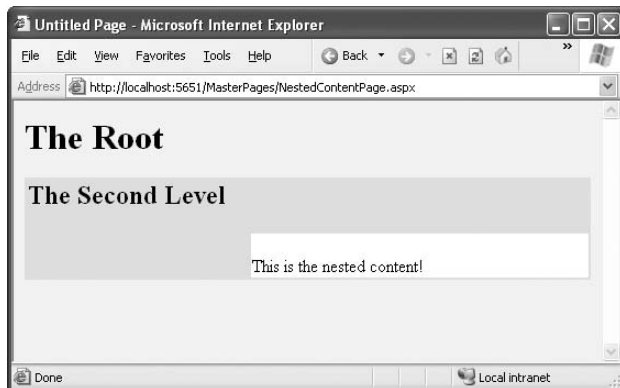 Untitled Page - Microsoft Internet Explorer
File Edit View Favorites Tools Help Back »
Address http://localhost:5651/MasterPages/NestedContentPage.aspx
The Root
The Second Level
This is the nested content!
Done Local intranet